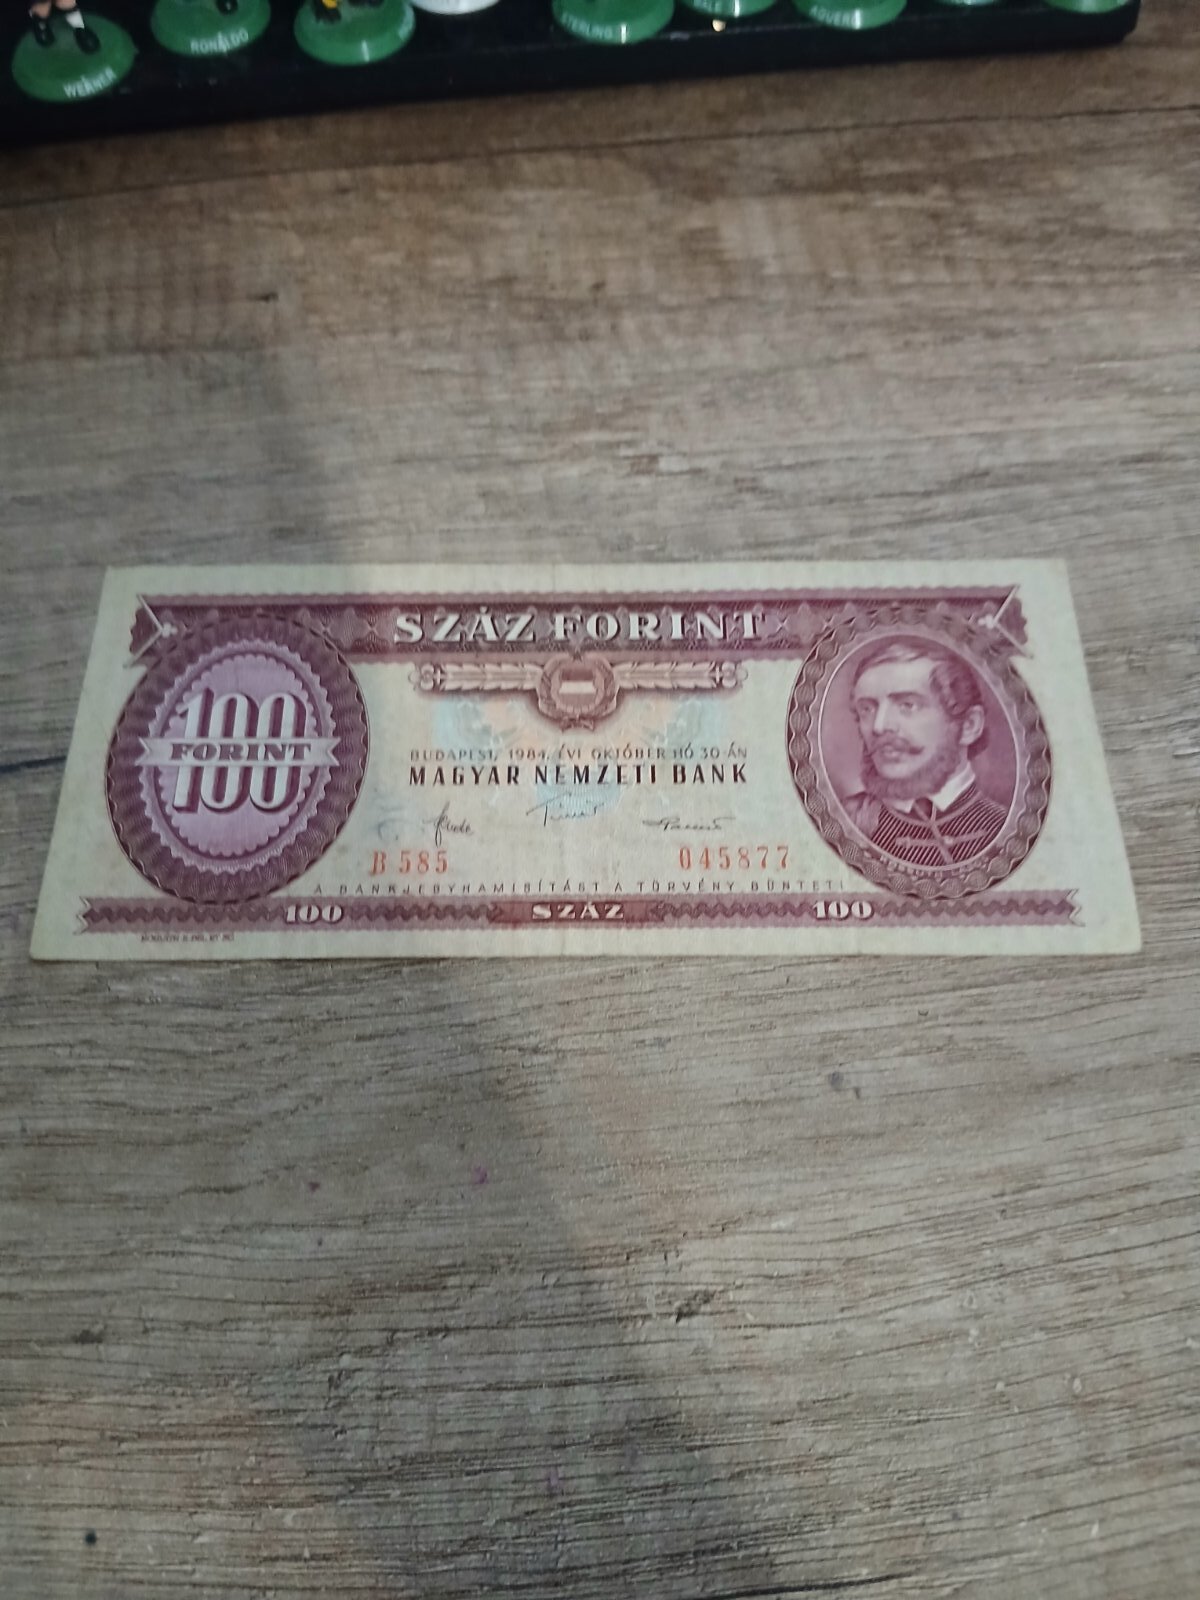 WERNER
RONALDO
STERLING
BALE
AGUERO
SZÁZ FORINT
100
FORINT
100
BUDAPEST, 1984. ÉVI OKTÓBER HÓ 30-ÁN
MAGYAR NEMZETI BANK
B 585
045877
A BANKJEGYHAMISÍTÁST A TÖRVÉNY BÜNTETI
100 SZÁZ 100